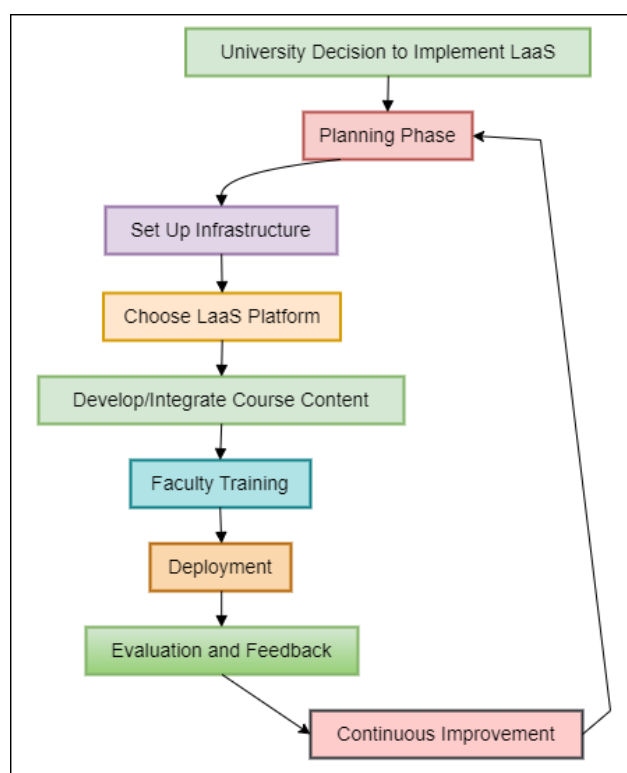 University Decision to Implement LaaS
Planning Phase
Set Up Infrastructure
Choose LaaS Platform
Develop/Integrate Course Content
Faculty Training
Deployment
Evaluation and Feedback
Continuous Improvement